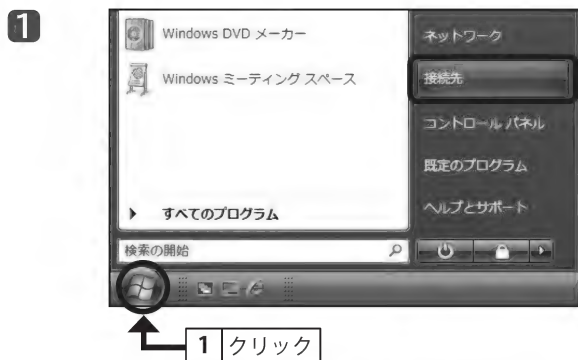 1
Windows DVD メーカー
ネットワーク
Windows ミーティング スペース
接続先
コントロール パネル
既定のプログラム
すべてのプログラム
ヘルプとサポート
検索の開始
1 クリック